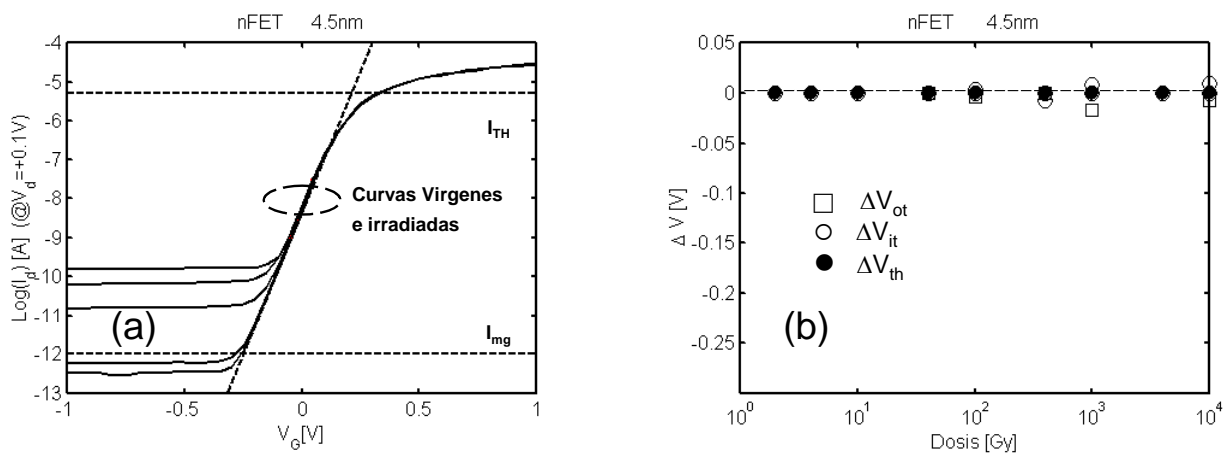 nFET 4.5nm
-4
-5
-6
-7
-8
-9
-10
-11
-12
-13
Log(I_d) [A] (@V_d=+0.1V)
I_TH
Curvas Virgenes
e irradiadas
(a)
I_mg
-1 -0.5 0 0.5 1
V_G[V]
nFET 4.5nm
0.05
0
-0.05
-0.1
-0.15
-0.2
-0.25
Δ V [V]
ΔV_ot
ΔV_it
ΔV_th
(b)
10^0 10^1 10^2 10^3 10^4
Dosis [Gy]